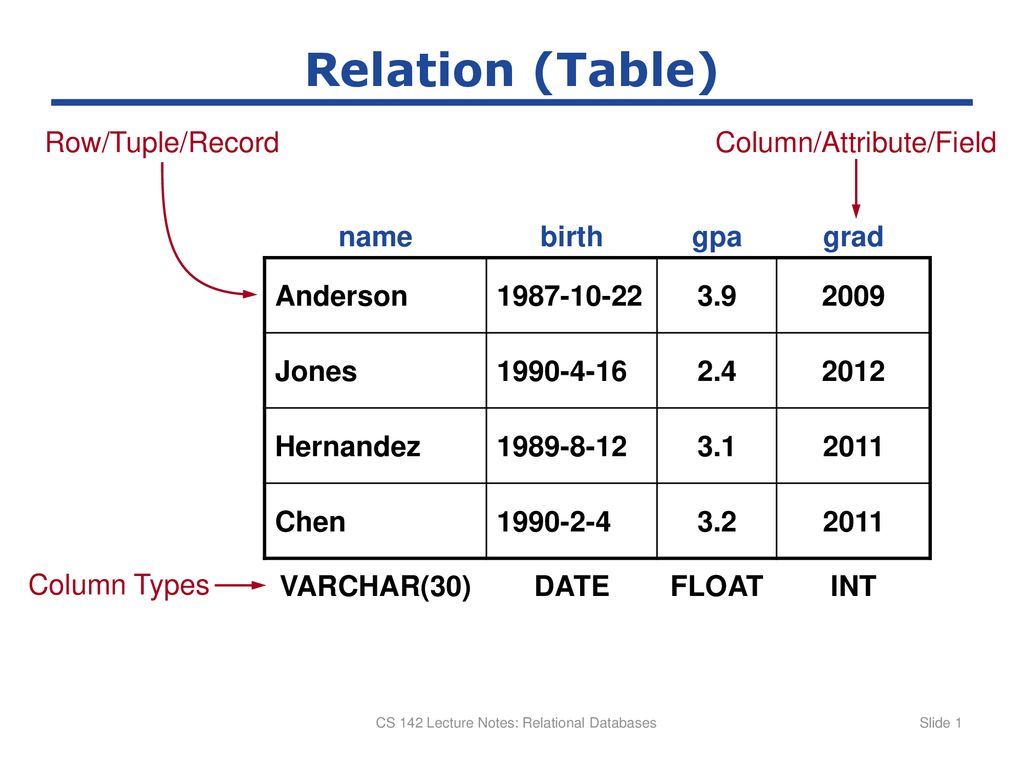 Relation (Table)
Row/Tuple/Record
Column/Attribute/Field
name birth gpa grad
Anderson 1987-10-22 3.9 2009
Jones 1990-4-16 2.4 2012
Hernandez 1989-8-12 3.1 2011
Chen 1990-2-4 3.2 2011
Column Types VARCHAR(30) DATE FLOAT INT
CS 142 Lecture Notes: Relational Databases Slide 1